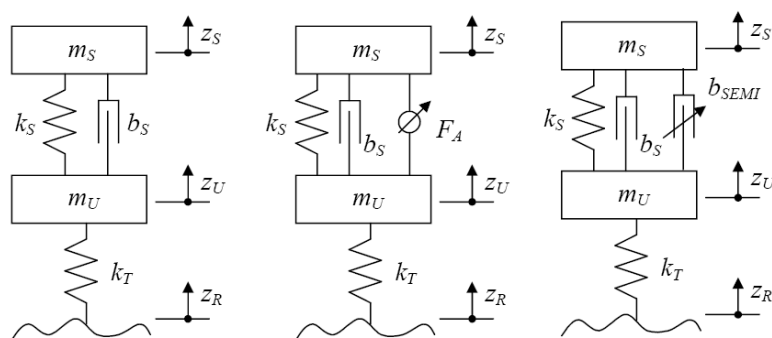 m_S z_S
k_S b_S
m_U z_U
k_T
z_R
m_S z_S
k_S b_S F_A
m_U z_U
k_T
z_R
m_S z_S
k_S b_S b_SEMI
m_U z_U
k_T
z_R